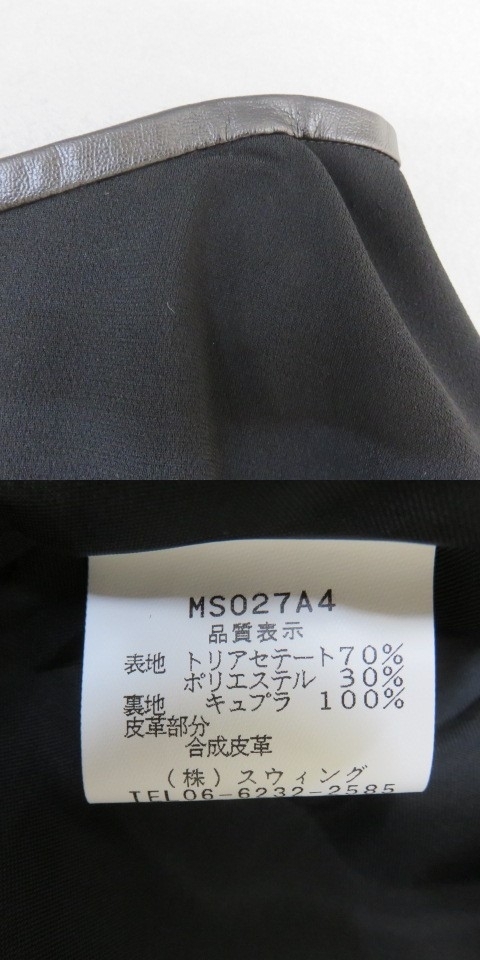 MS027A4
品質表示
表地 トリアセテート70%
ポリエステル 30%
裏地 キュプラ 100%
皮革部分
合成皮革
(株) スウィング
TEL06-6232-2585